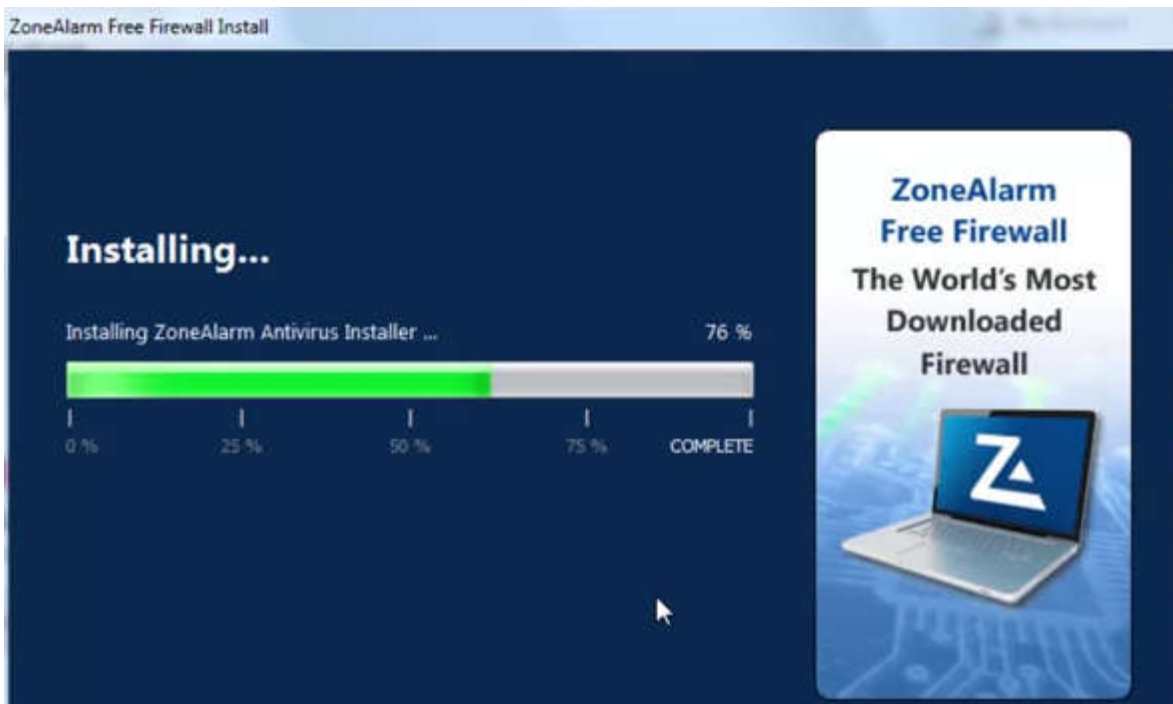 ZoneAlarm Free Firewall Install
Installing...
Installing ZoneAlarm Antivirus Installer ... 76 %
0 % 25 % 50 % 75 % COMPLETE
ZoneAlarm
Free Firewall
The World's Most
Downloaded
Firewall